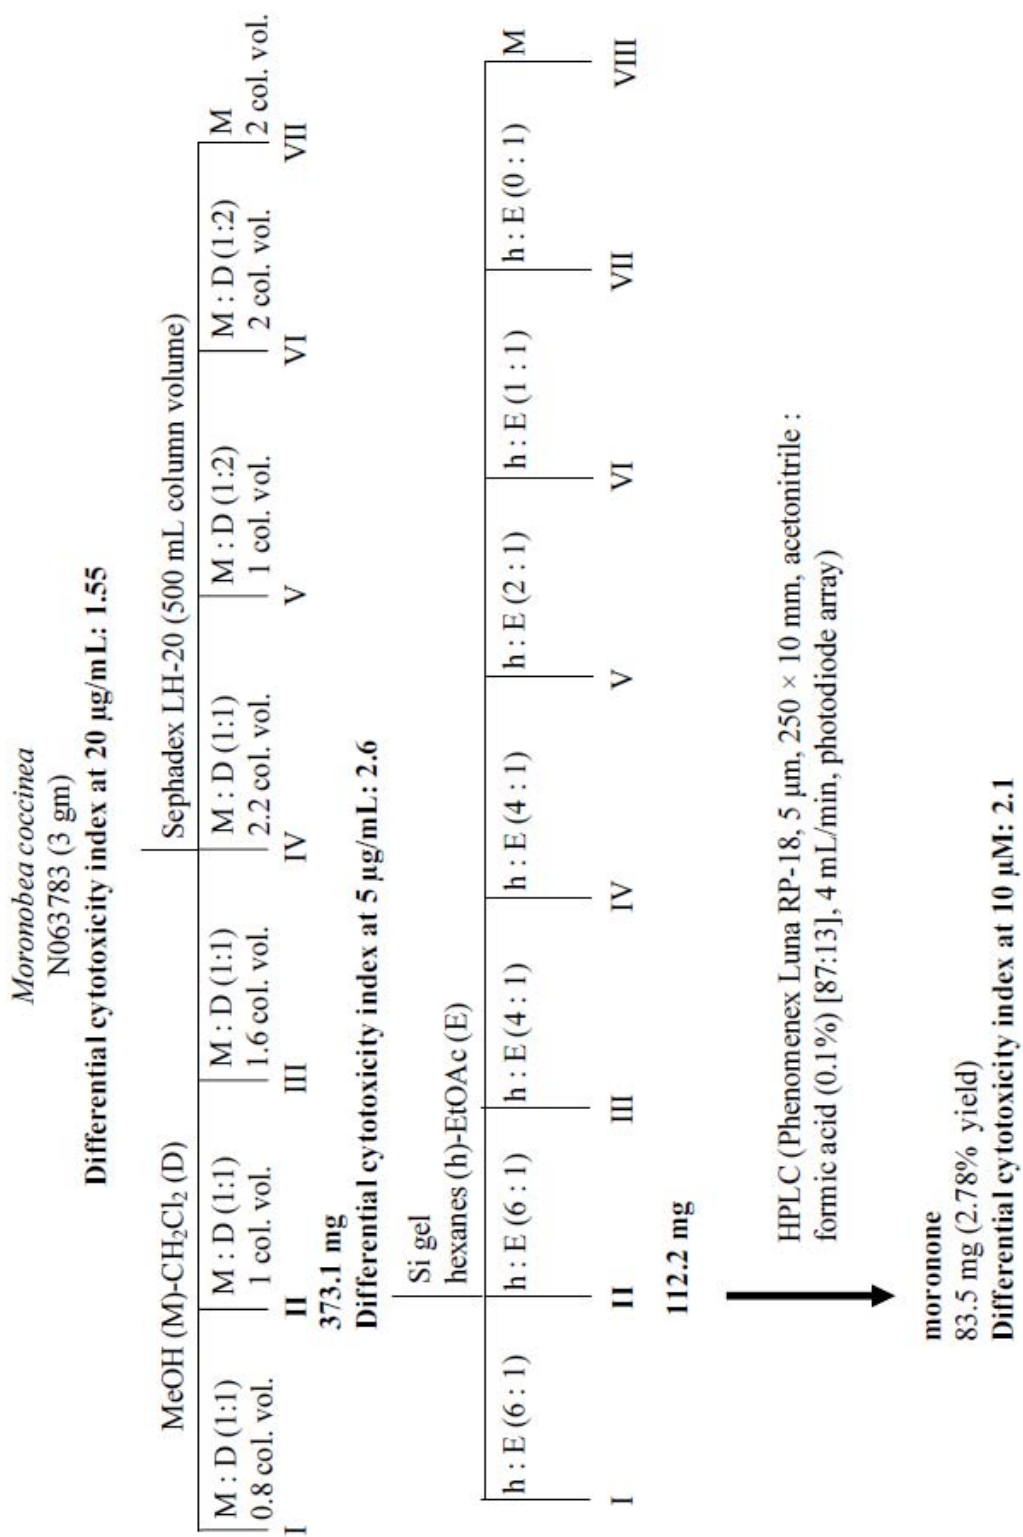 Moronobea coccinea
N063783 (3 gm)
Differential cytotoxicity index at 20 μg/mL: 1.55
MeOH (M)-CH₂Cl₂ (D)
Sephadex LH-20 (500 mL column volume)
M : D (1:1)
0.8 col. vol.
M : D (1:1)
1 col. vol.
M : D (1:1)
1.6 col. vol.
M : D (1:1)
2.2 col. vol.
M : D (1:2)
1 col. vol.
M : D (1:2)
2 col. vol.
M
2 col. vol.
I
II
III
IV
V
VI
VII
373.1 mg
Differential cytotoxicity index at 5 μg/mL: 2.6
Si gel
hexanes (h)-EtOAc (E)
h : E (6 : 1)
h : E (6 : 1)
h : E (4 : 1)
h : E (4 : 1)
h : E (2 : 1)
h : E (1 : 1)
h : E (0 : 1)
M
I
II
III
IV
V
VI
VII
VIII
112.2 mg
HPLC (Phenomenex Luna RP-18, 5 μm, 250 × 10 mm, acetonitrile :
formic acid (0.1%) [87:13], 4 mL/min, photodiode array)
moronone
83.5 mg (2.78% yield)
Differential cytotoxicity index at 10 μM: 2.1